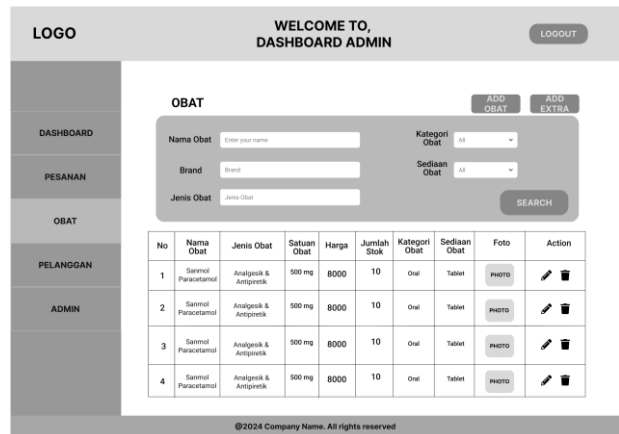 LOGO
WELCOME TO,
DASHBOARD ADMIN
LOGOUT
DASHBOARD
PESANAN
OBAT
PELANGGAN
ADMIN
OBAT
ADD
OBAT
ADD
EXTRA
Nama Obat
Enter your name
Kategori
Obat
All
Brand
Brand
Sediaan
Obat
All
Jenis Obat
Jenis Obat
SEARCH
No
Nama
Obat
Jenis Obat
Satuan
Obat
Harga
Jumlah
Stok
Kategori
Obat
Sediaan
Obat
Foto
Action
1
Sanmol
Paracetamol
Analgesik &
Antipiretik
500 mg
8000
10
Oral
Tablet
PHOTO
2
Sanmol
Paracetamol
Analgesik &
Antipiretik
500 mg
8000
10
Oral
Tablet
PHOTO
3
Sanmol
Paracetamol
Analgesik &
Antipiretik
500 mg
8000
10
Oral
Tablet
PHOTO
4
Sanmol
Paracetamol
Analgesik &
Antipiretik
500 mg
8000
10
Oral
Tablet
PHOTO
@2024 Company Name. All rights reserved